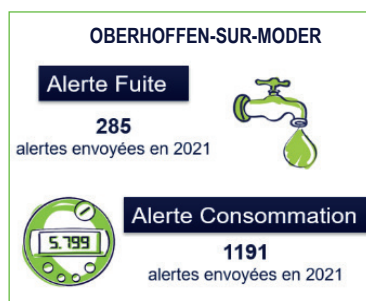 OBERHOFFEN-SUR-MODER
Alerte Fuite
285
alertes envoyées en 2021
5.799
Alerte Consommation
1191
alertes envoyées en 2021